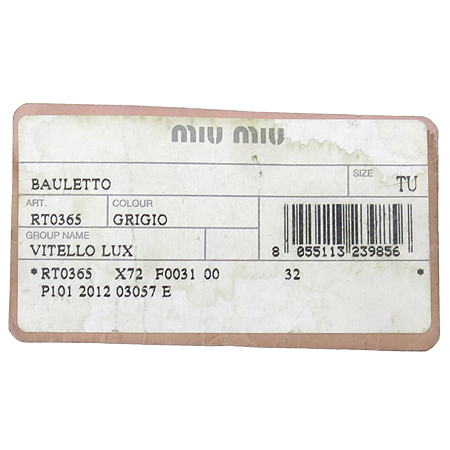 miu miu
SIZE
BAULETTO TU
ART. COLOUR
RT0365 GRIGIO
GROUP NAME
VITELLO LUX
8 055113 239856
*RT0365 X72 F0031 00 32 *
P101 2012 03057 E